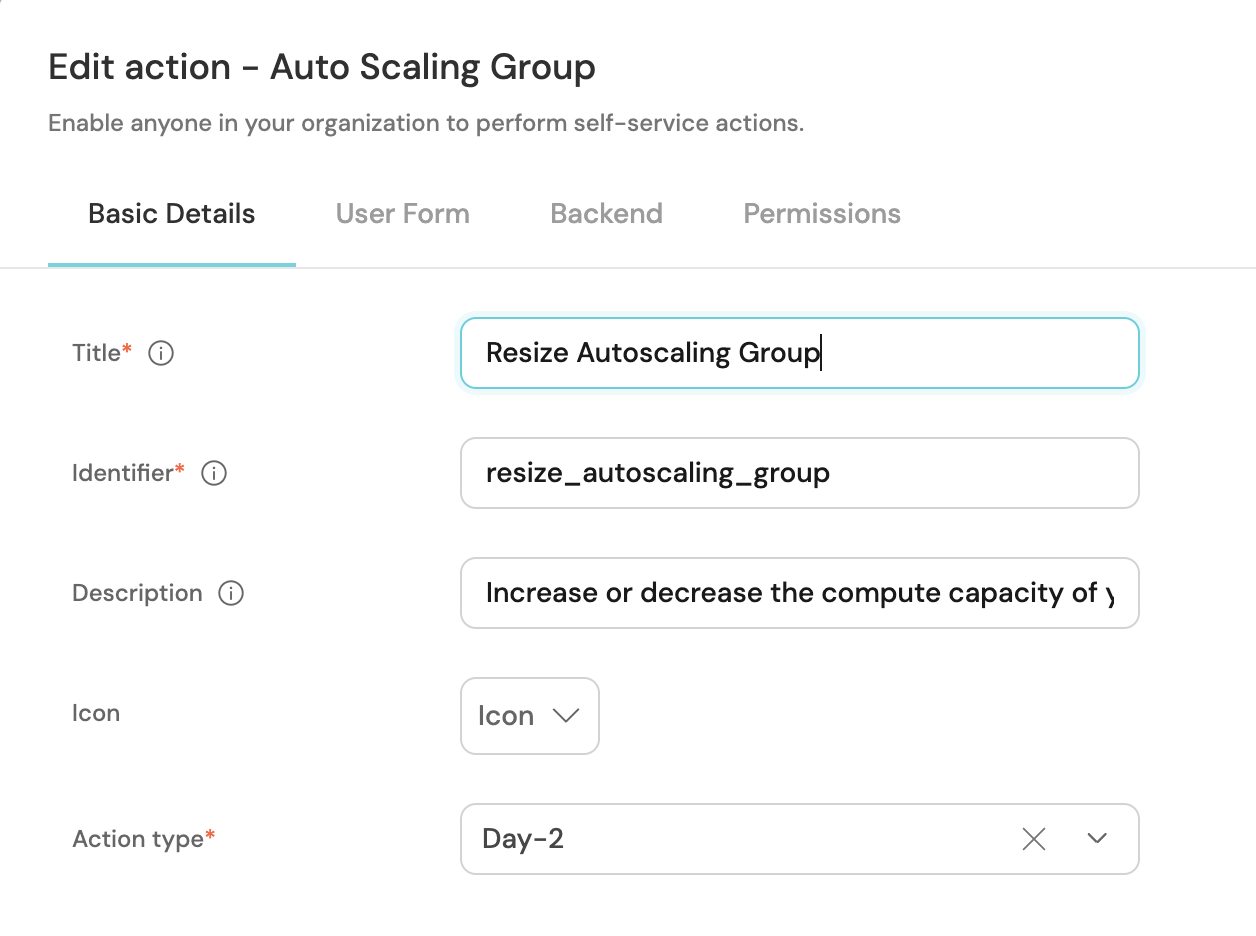 Edit action - Auto Scaling Group
Enable anyone in your organization to perform self-service actions.
Basic Details User Form Backend Permissions
Title* Resize Autoscaling Group
Identifier* resize_autoscaling_group
Description Increase or decrease the compute capacity of
Icon Icon
Action type* Day-2